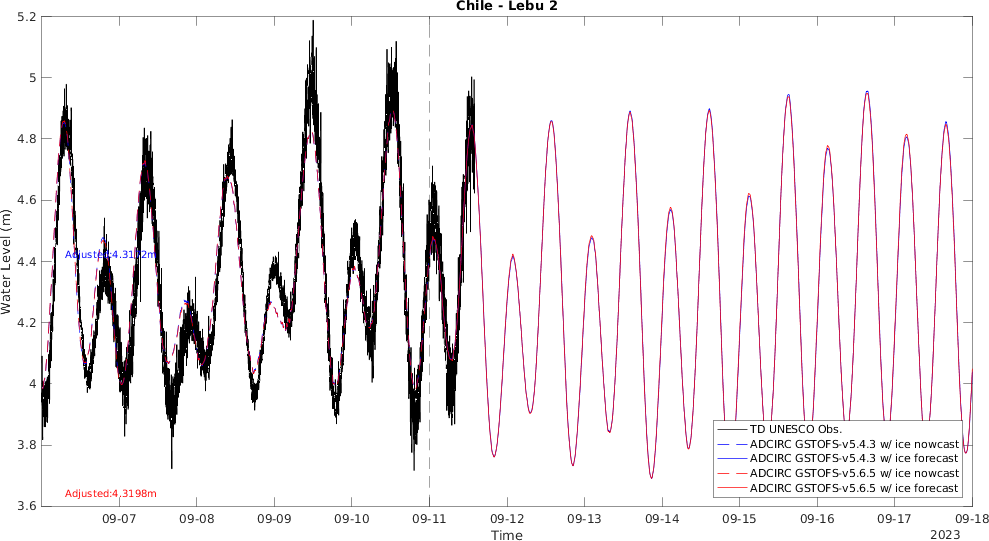 Chile - Lebu 2
5.2
5
4.8
4.6
4.4
4.2
4
3.8
3.6
Water Level (m)
Adjusted:4.3172m
Adjusted:4.3198m
TD UNESCO Obs.
ADCIRC GSTOFS-v5.4.3 w/ ice nowcast
ADCIRC GSTOFS-v5.4.3 w/ ice forecast
ADCIRC GSTOFS-v5.6.5 w/ ice nowcast
ADCIRC GSTOFS-v5.6.5 w/ ice forecast
09-07 09-08 09-09 09-10 09-11 09-12 09-13 09-14 09-15 09-16 09-17 09-18
Time
2023